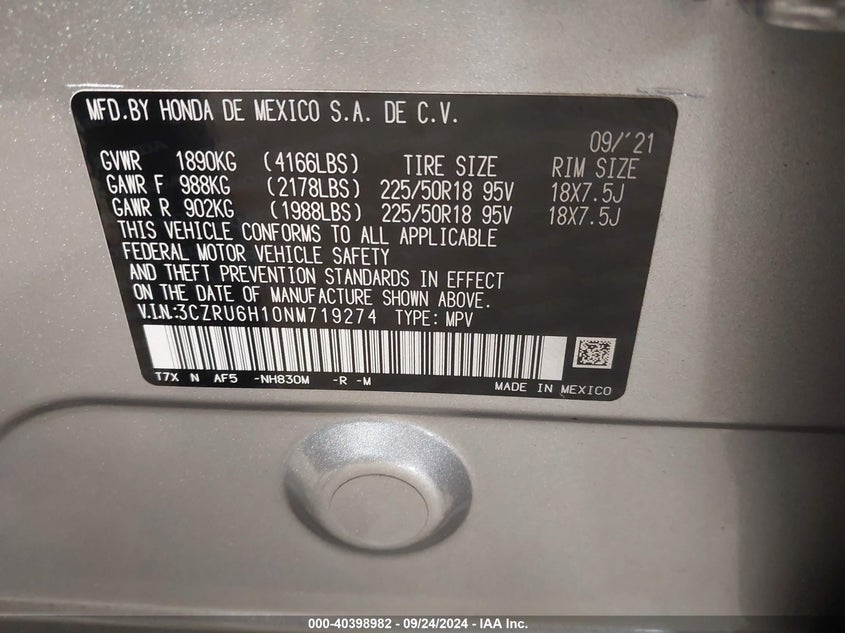 MFD.BY HONDA DE MEXICO S.A. DE C.V.
09/'21
GVWR 1890KG (4166LBS) TIRE SIZE RIM SIZE
GAWR F 988KG (2178LBS) 225/50R18 95V 18X7.5J
GAWR R 902KG (1988LBS) 225/50R18 95V 18X7.5J
THIS VEHICLE CONFORMS TO ALL APPLICABLE
FEDERAL MOTOR VEHICLE SAFETY
AND THEFT PREVENTION STANDARDS IN EFFECT
ON THE DATE OF MANUFACTURE SHOWN ABOVE.
V.I.N:3CZRU6H10NM719274 TYPE: MPV
T7X N AF5 -NH830M -R -M
MADE IN MEXICO
000-40398982 - 09/24/2024 - IAA Inc.